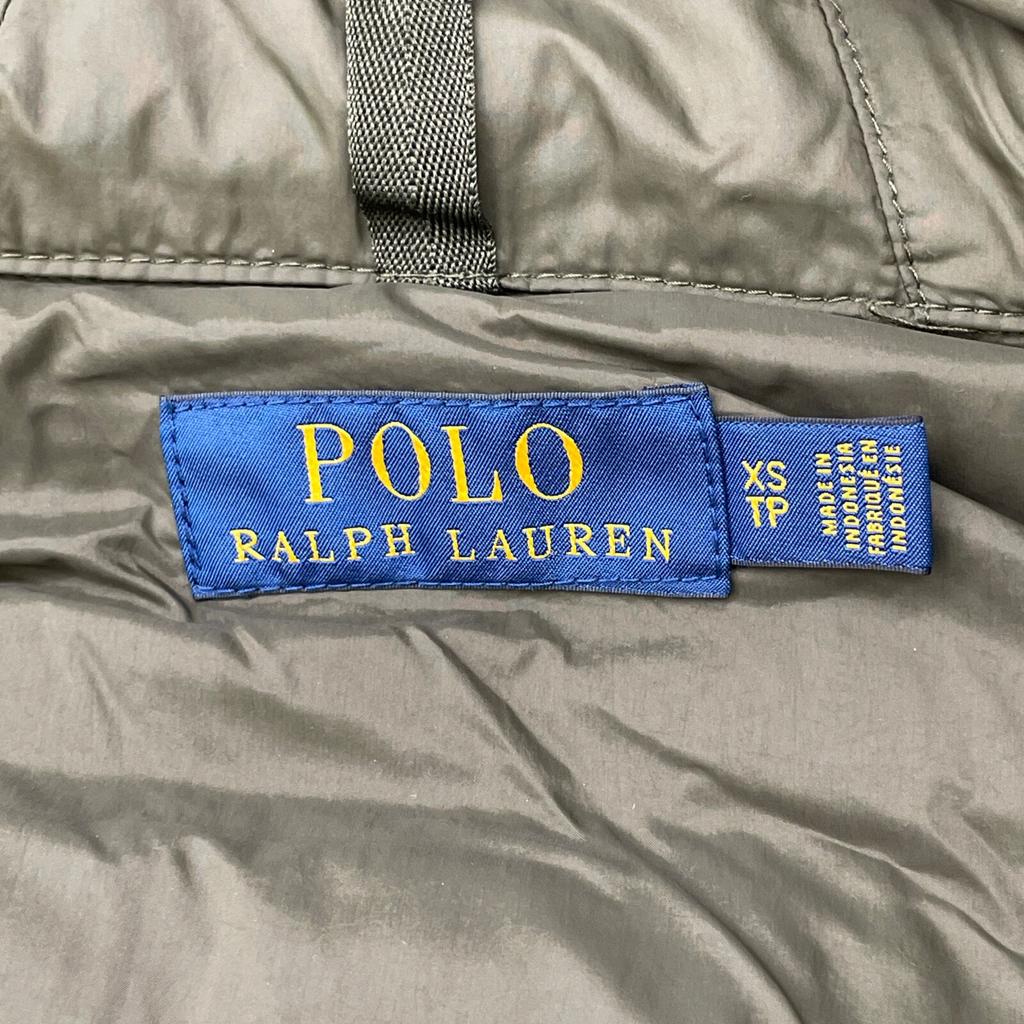 POLO
RALPH LAUREN
XS
TP
MADE IN
INDONESIA
FABRIQUÉ EN
INDONÉSIE